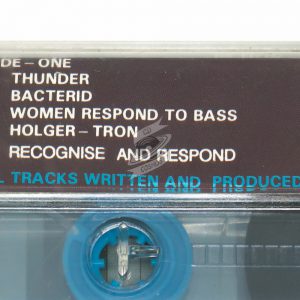 DE - ONE
THUNDER
BACTERID
WOMEN RESPOND TO BASS
HOLGER - TRON
RECOGNISE AND RESPOND
L TRACKS WRITTEN AND PRODUCED